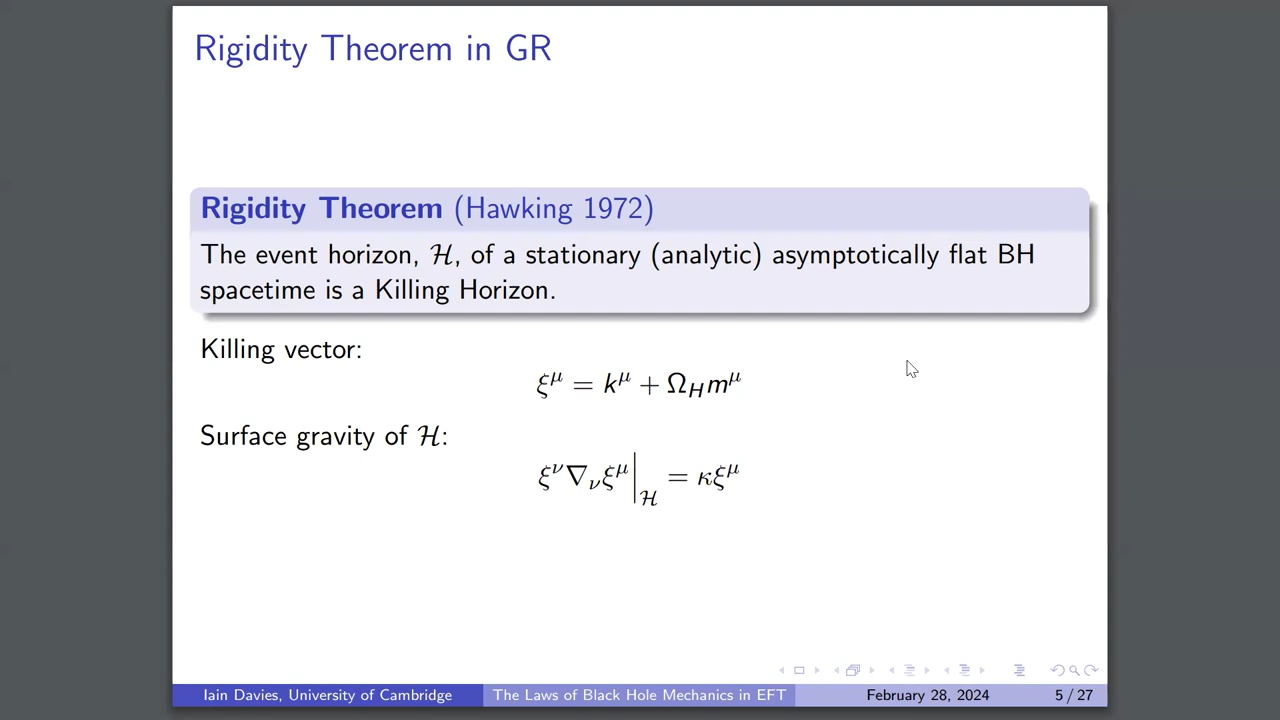 Rigidity Theorem in GR
Rigidity Theorem (Hawking 1972)
The event horizon, ℋ, of a stationary (analytic) asymptotically flat BH
spacetime is a Killing Horizon.
Killing vector:
ξ^μ = k^μ + Ω_H m^μ
Surface gravity of ℋ:
ξ^ν ∇_ν ξ^μ |_ℋ = κξ^μ
Iain Davies, University of Cambridge The Laws of Black Hole Mechanics in EFT February 28, 2024 5 / 27